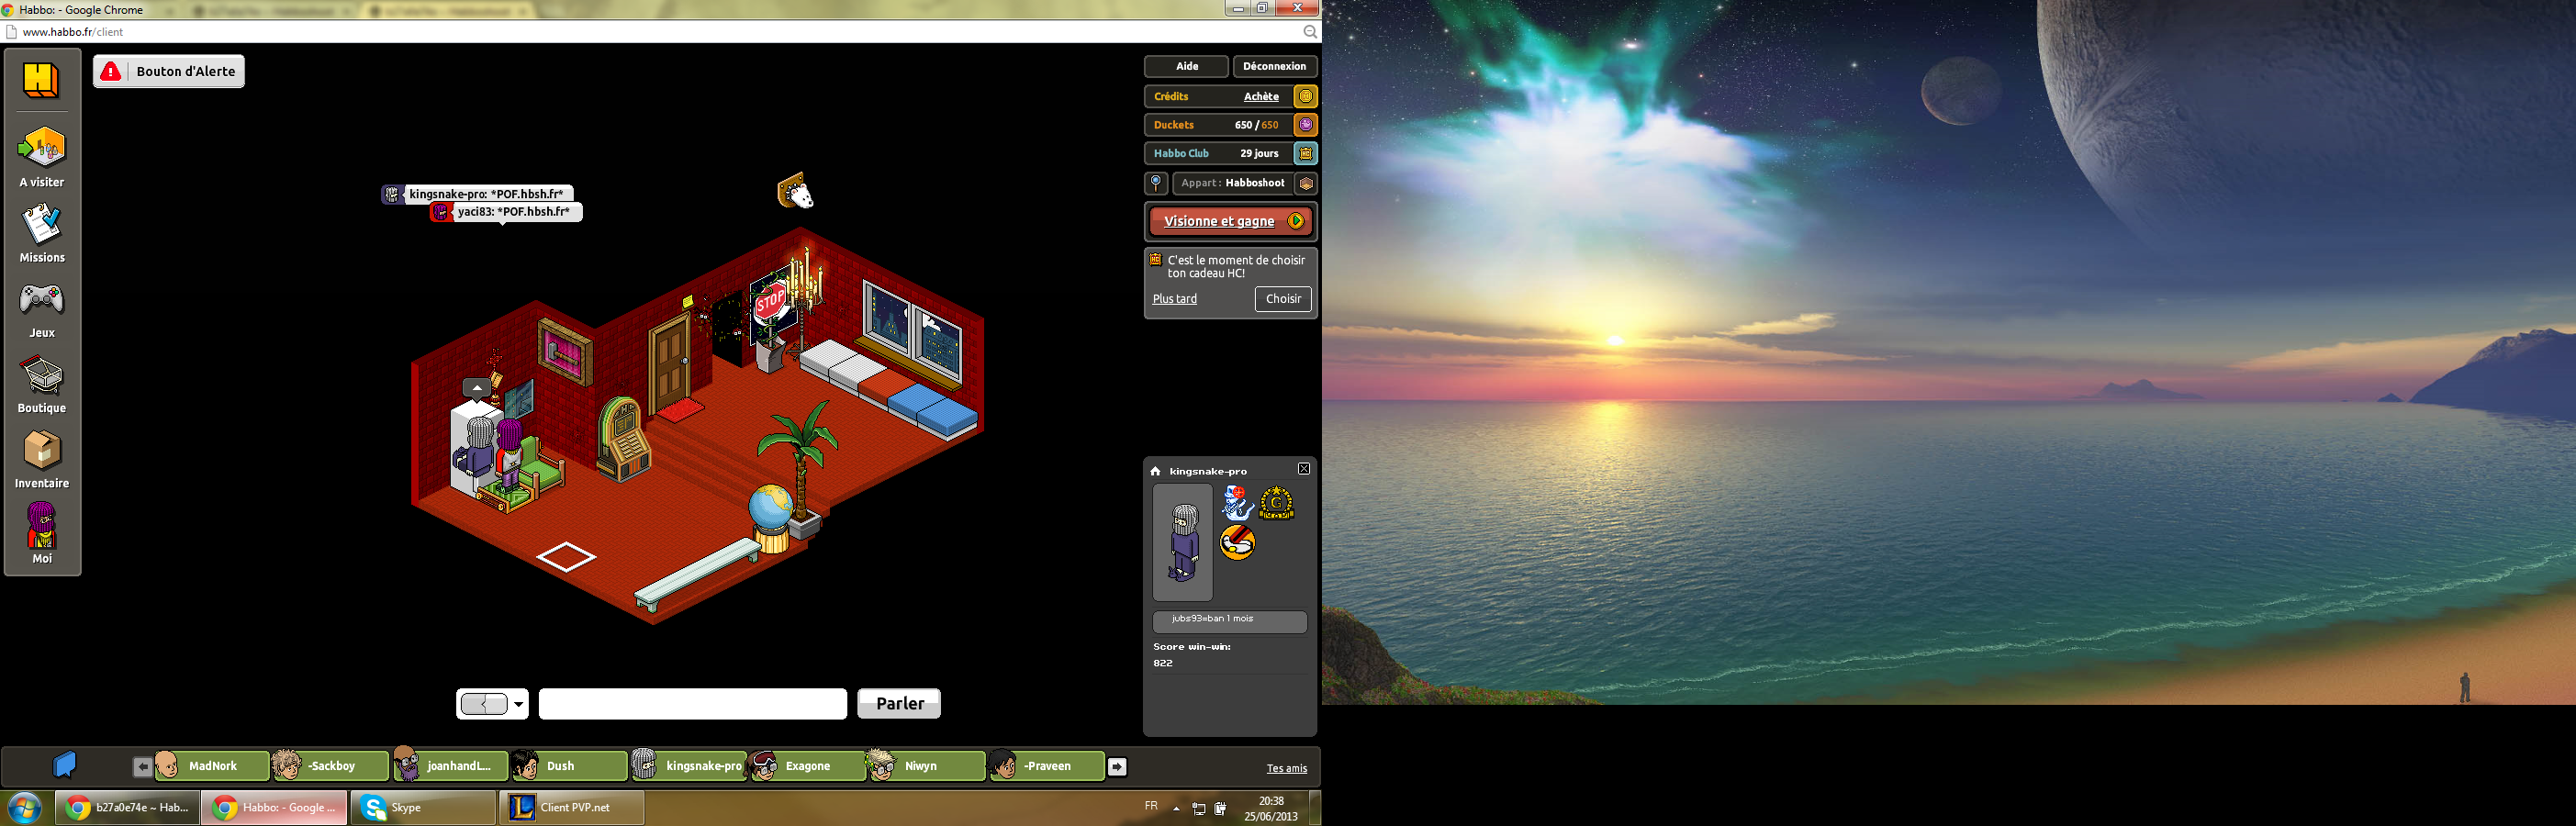 Habbo: - Google Chrome
www.habbo.fr/client
Bouton d'Alerte
A visiter
Missions
Jeux
Boutique
Inventaire
Moi
kingsnake-pro: *POF.hbsh.fr*
yaci83: *POF.hbsh.fr*
STOP
Aide
Déconnexion
Crédits Achète
Duckets 650 / 650
Habbo Club 29 jours
Appart : Habboshoot
Visionne et gagne
C'est le moment de choisir
ton cadeau HC!
Plus tard
Choisir
kingsnake-pro
jubs93=ban 1 mois
Score win-win:
822
Parler
MadNork
-Sackboy
joanhandL...
Dush
kingsnake-pro
Exagone
Niwyn
-Praveen
Tes amis
b27a0e74e ~ Hab...
Habbo: - Google ...
Skype
Client PVP.net
FR
20:38
25/06/2013